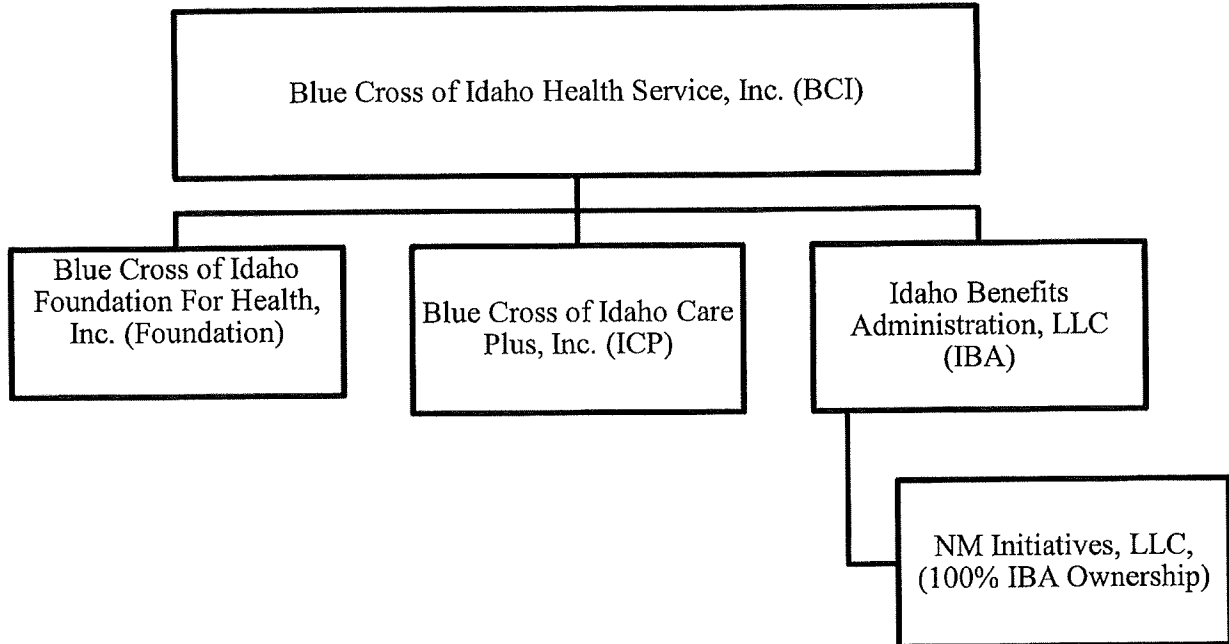 Blue Cross of Idaho Health Service, Inc. (BCI)
Blue Cross of Idaho
Foundation For Health,
Inc. (Foundation)
Blue Cross of Idaho Care
Plus, Inc. (ICP)
Idaho Benefits
Administration, LLC
(IBA)
NM Initiatives, LLC,
(100% IBA Ownership)